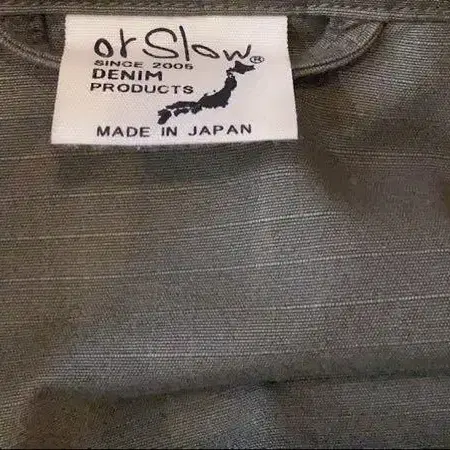 orSlow®
SINCE 2005
DENIM
PRODUCTS
MADE IN JAPAN